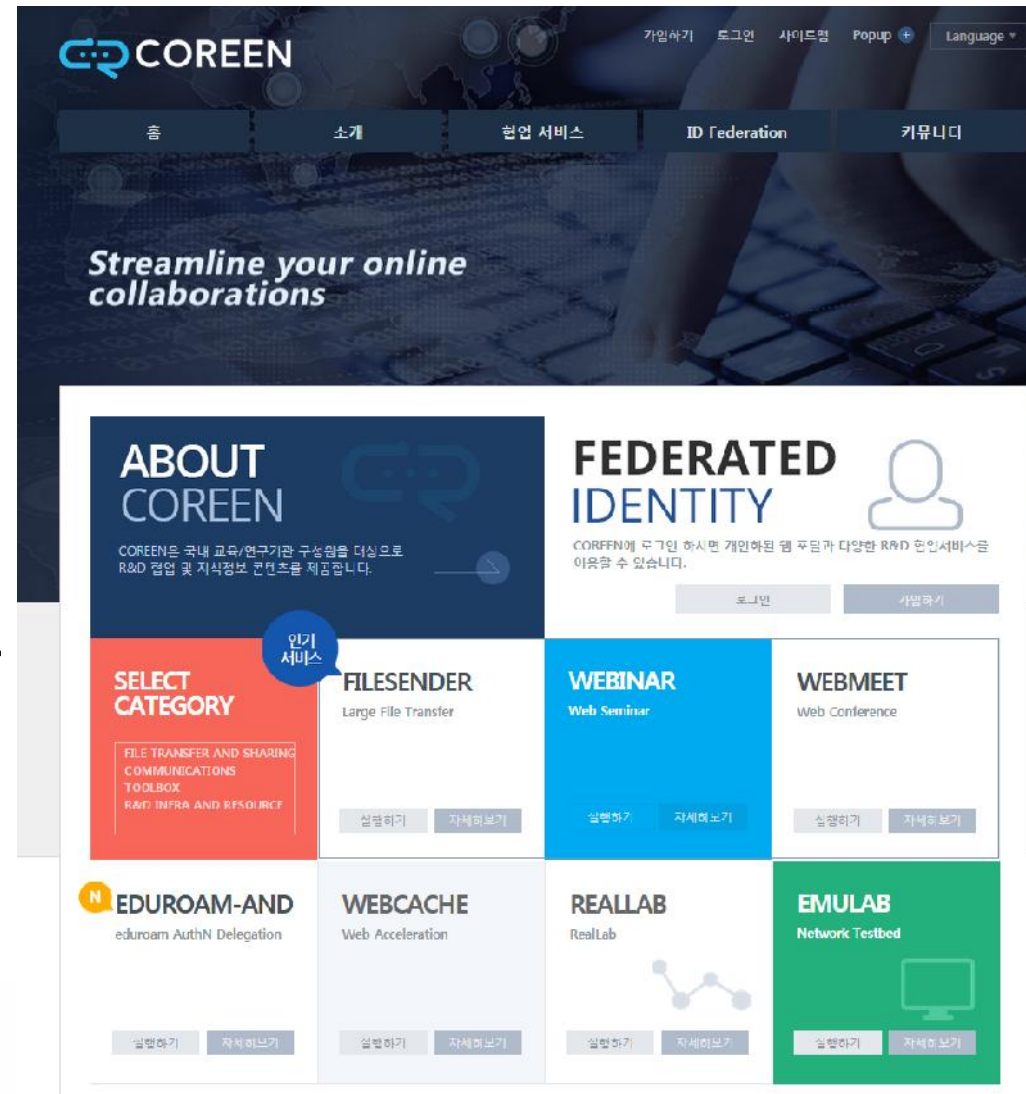 COREEN
가입하기 로그인 사이트맵 Popup + Language
홈 소개 협업 서비스 ID Federation 커뮤니티
Streamline your online
collaborations
ABOUT
COREEN
COREEN은 국내 교육/연구기관 구성원을 대상으로
R&D 협업 및 지식정보 콘텐츠를 제공합니다.
FEDERATED
IDENTITY
COREEN에 로그인 하시면 개인화된 웹 포털과 다양한 R&D 협업서비스를
이용할 수 있습니다.
로그인 가입하기
인기
서비스
SELECT
CATEGORY
FILE TRANSFER AND SHARING
COMMUNICATIONS
TOOLBOX
R&D INFRA AND RESOURCE
FILESENDER
Large File Transfer
실행하기 자세히보기
WEBINAR
Web Seminar
실행하기 자세히보기
WEBMEET
Web Conference
실행하기 자세히보기
N
EDUROAM-AND
eduroam AuthN Delegation
실행하기 자세히보기
WEBCACHE
Web Acceleration
실행하기 자세히보기
REALLAB
RealLab
실행하기 자세히보기
EMULAB
Network Testbed
실행하기 자세히보기